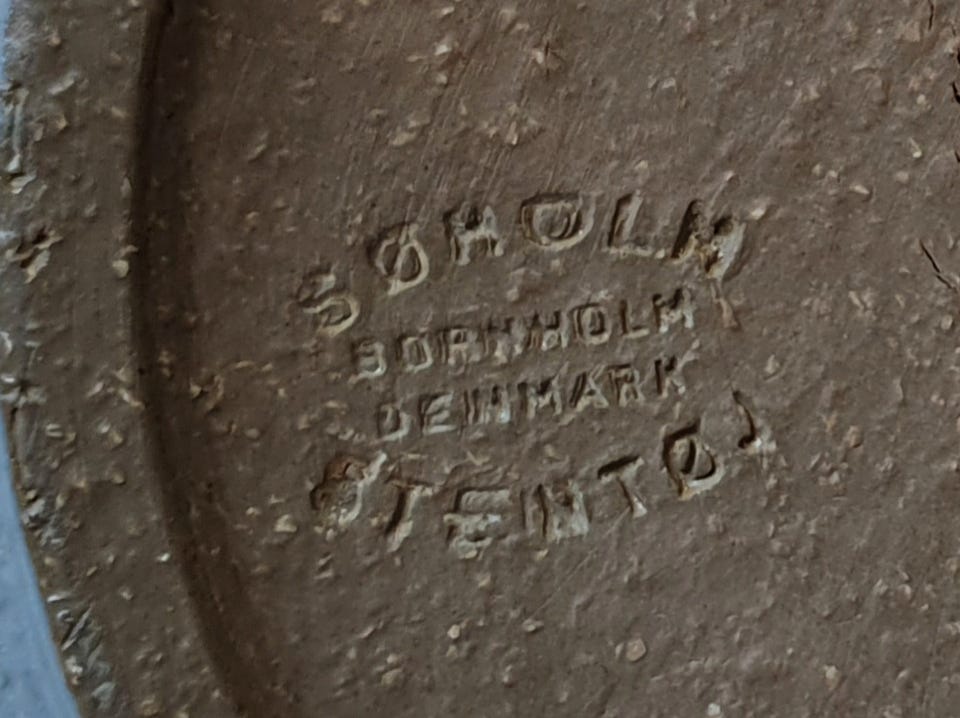 SØHOLM
BORNHOLM
DENMARK
STENTØJ